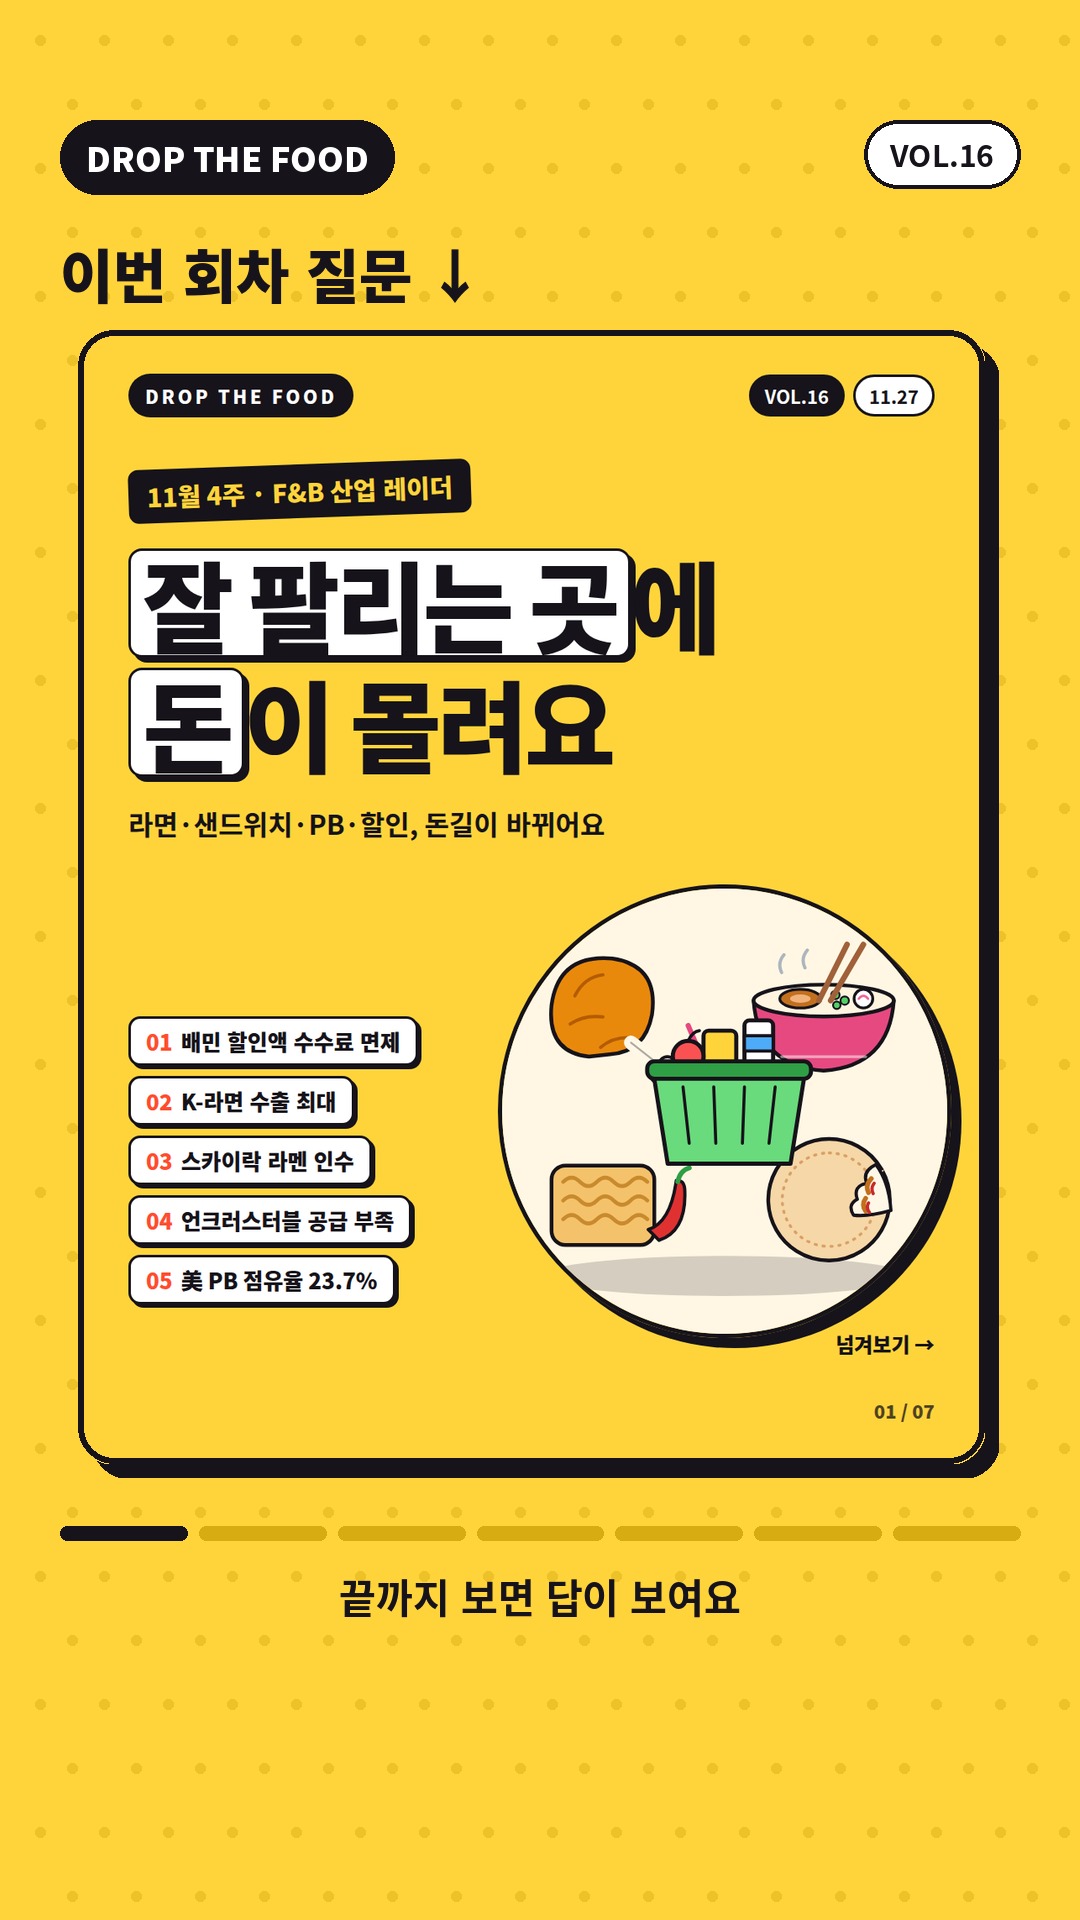 DROP THE FOOD
VOL.16
이번 회차 질문 ↓
DROP THE FOOD
VOL.16
11.27
11월 4주 · F&B 산업 레이더
잘 팔리는 곳에
돈이 몰려요
라면·샌드위치·PB·할인, 돈길이 바뀌어요
01 배민 할인액 수수료 면제
02 K-라면 수출 최대
03 스카이락 라멘 인수
04 언크러스터블 공급 부족
05 美 PB 점유율 23.7%
넘겨보기 →
01 / 07
끝까지 보면 답이 보여요